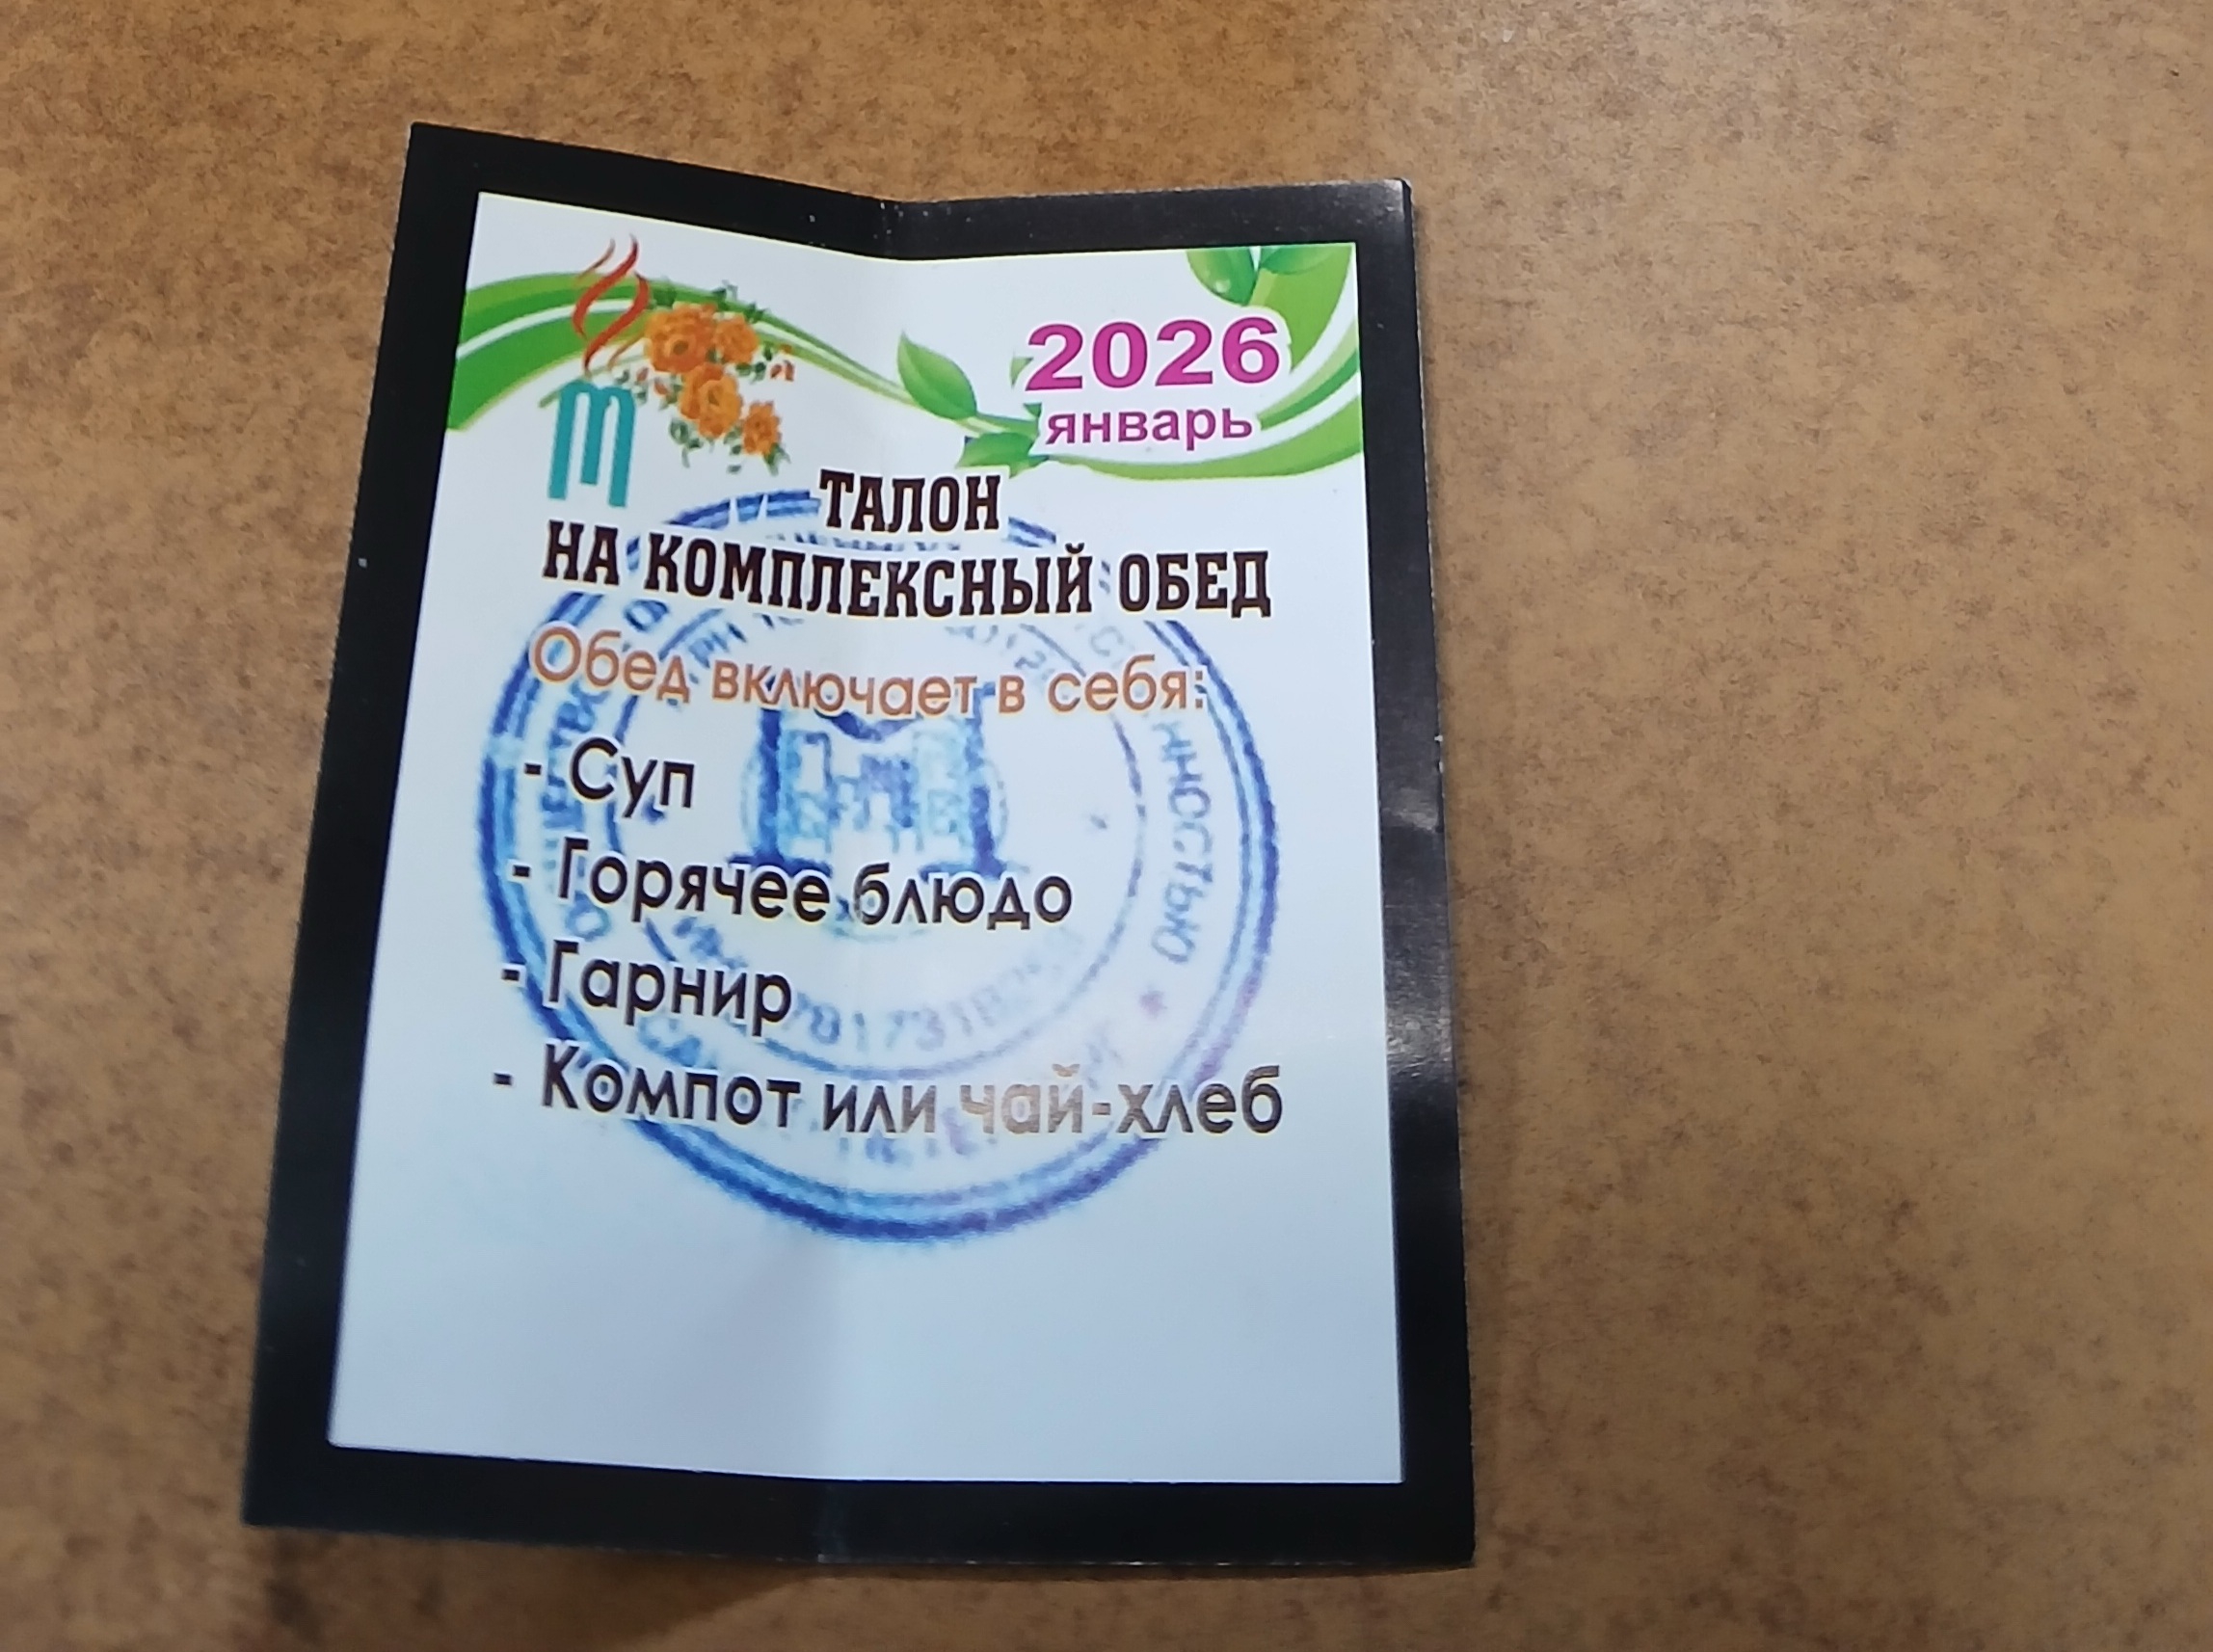 2026
январь
ТАЛОН
НА КОМПЛЕКСНЫЙ ОБЕД
Обед включает в себя:
- Суп
- Горячее блюдо
- Гарнир
- Компот или чай-хлеб